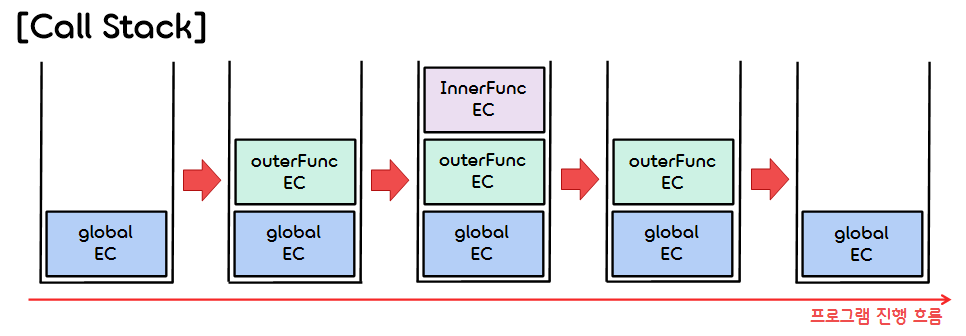 [Call Stack]
global
EC
outerFunc
EC
global
EC
InnerFunc
EC
outerFunc
EC
global
EC
outerFunc
EC
global
EC
global
EC
프로그램 진행 흐름